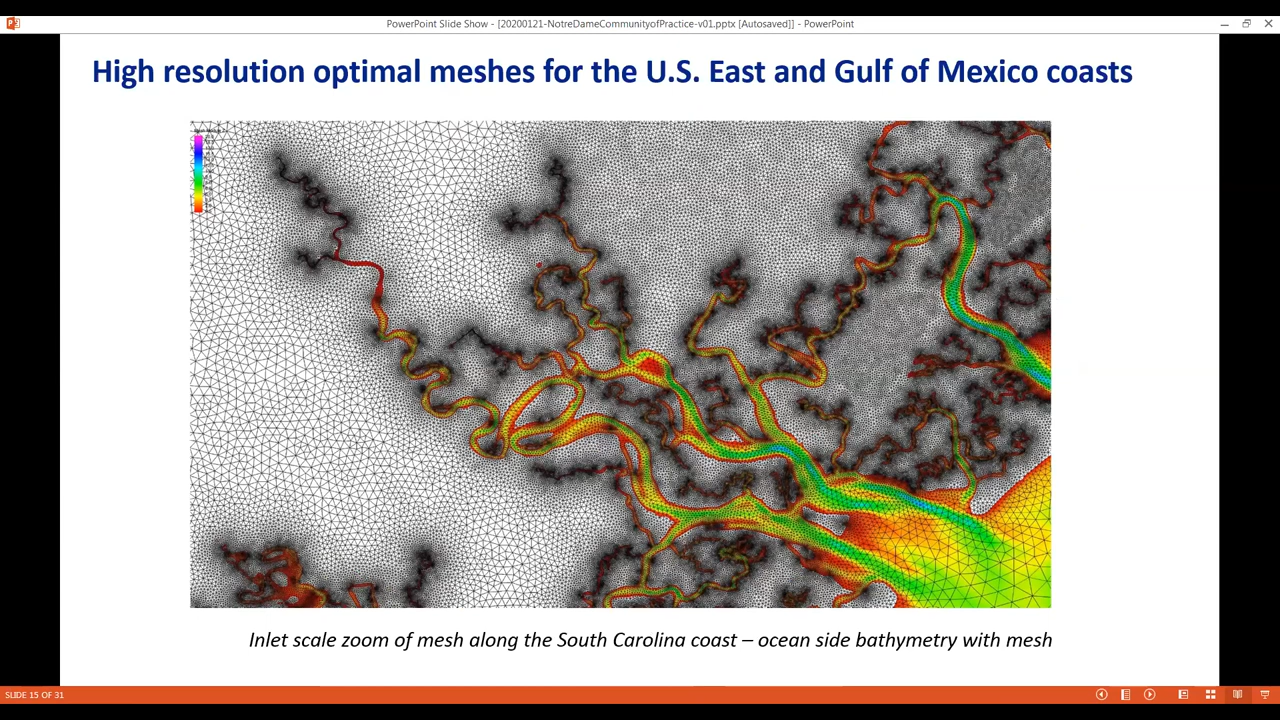 PowerPoint Slide Show - [20200121-NotreDameCommunityofPractice-v01.pptx [Autosaved]] - PowerPoint
High resolution optimal meshes for the U.S. East and Gulf of Mexico coasts
Inlet scale zoom of mesh along the South Carolina coast – ocean side bathymetry with mesh
SLIDE 15 OF 31